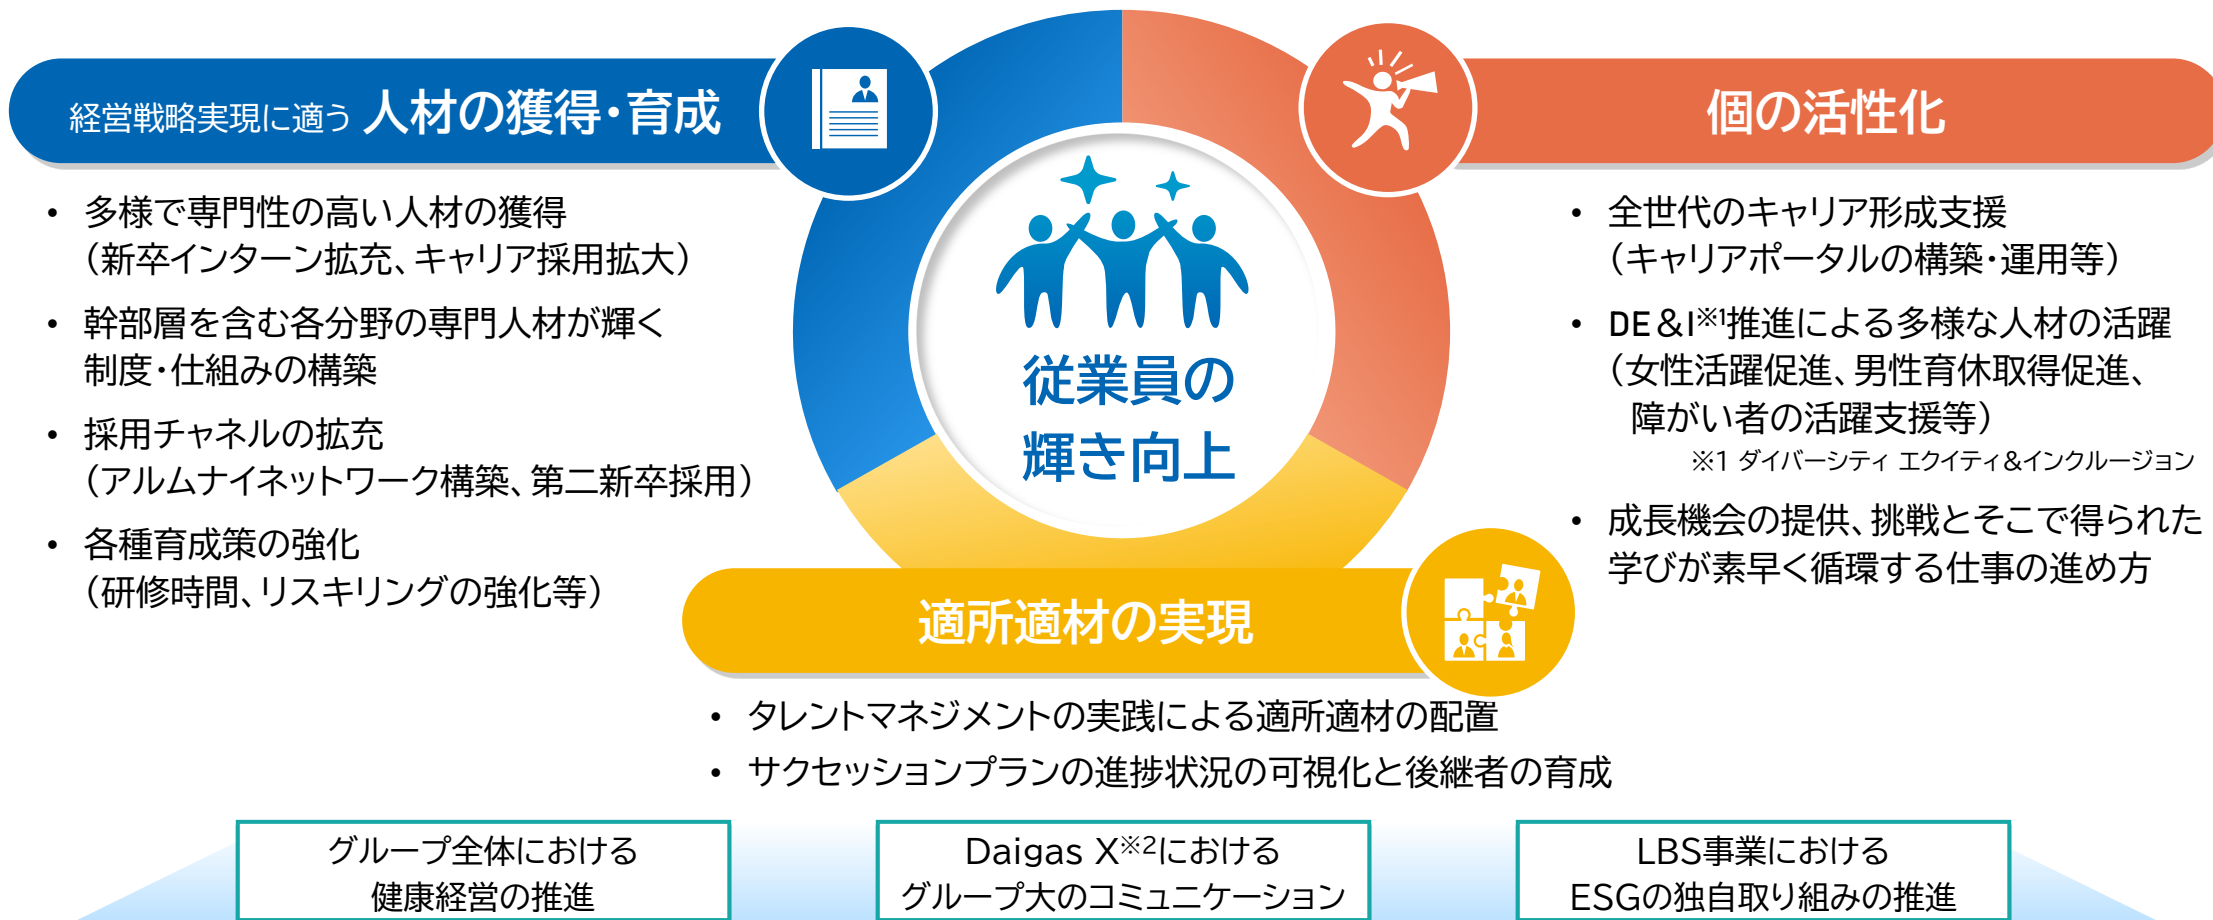 経営戦略実現に適う 人材の獲得・育成
• 多様で専門性の高い人材の獲得
（新卒インターン拡充、キャリア採用拡大）
• 幹部層を含む各分野の専門人材が輝く
制度・仕組みの構築
• 採用チャネルの拡充
（アルムナイネットワーク構築、第二新卒採用）
• 各種育成策の強化
（研修時間、リスキリングの強化等）
従業員の
輝き向上
個の活性化
• 全世代のキャリア形成支援
（キャリアポータルの構築・運用等）
• DE&I※1推進による多様な人材の活躍
（女性活躍促進、男性育休取得促進、
障がい者の活躍支援等）
※1 ダイバーシティ エクイティ&インクルージョン
• 成長機会の提供、挑戦とそこで得られた
学びが素早く循環する仕事の進め方
適所適材の実現
• タレントマネジメントの実践による適所適材の配置
• サクセッションプランの進捗状況の可視化と後継者の育成
グループ全体における
健康経営の推進
Daigas X※2における
グループ大のコミュニケーション
LBS事業における
ESGの独自取り組みの推進